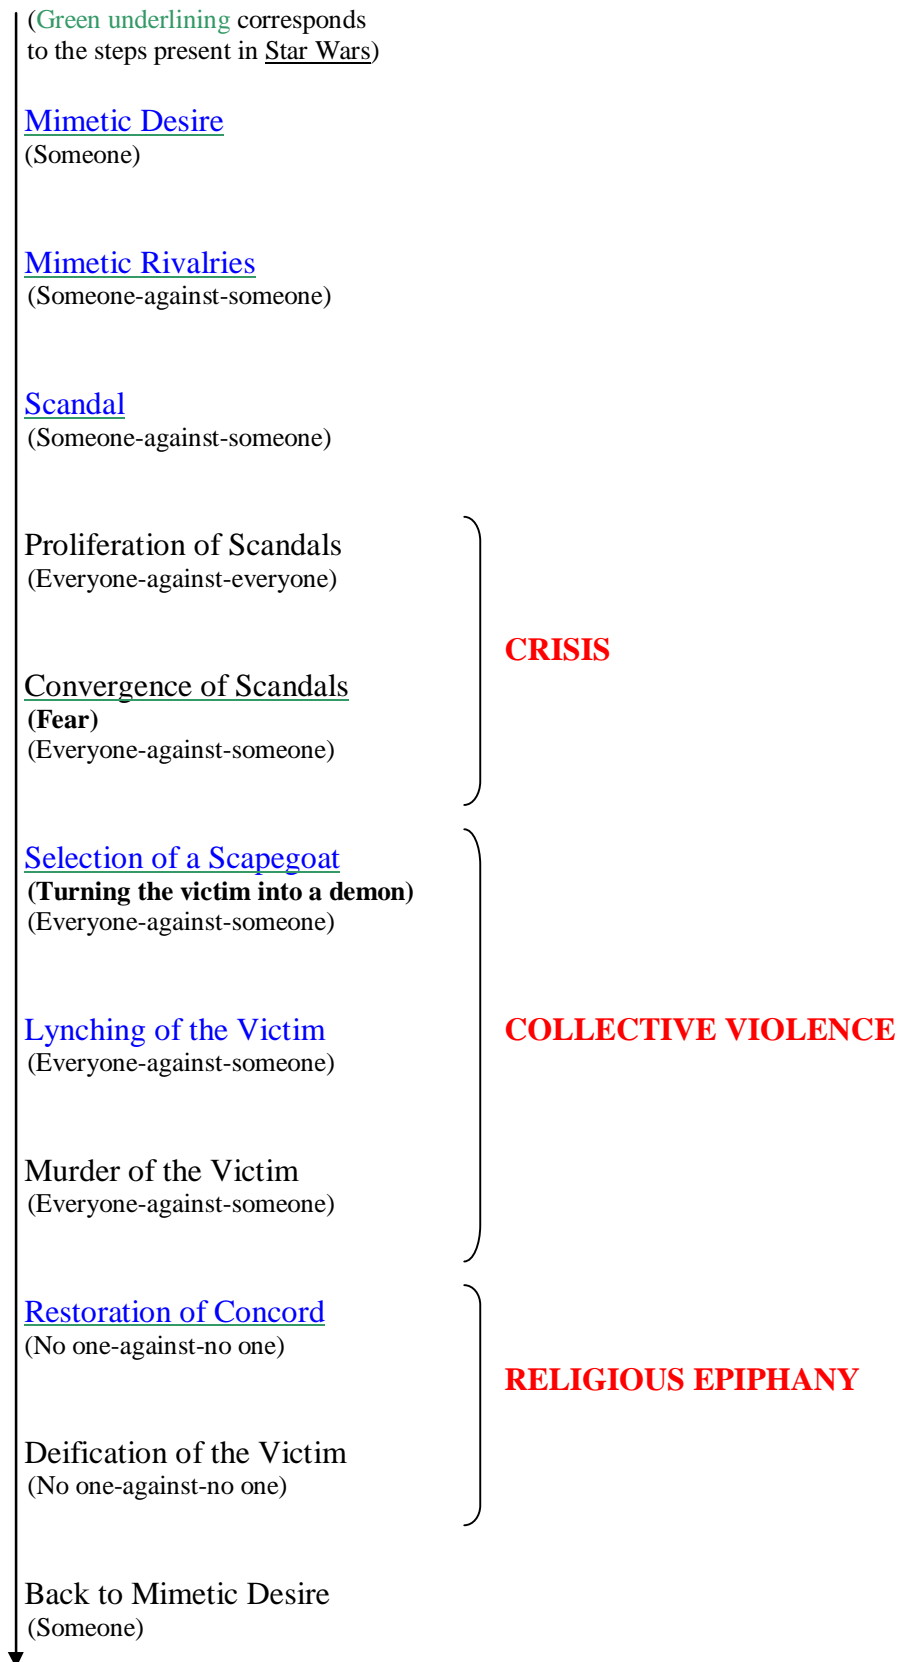 (Green underlining corresponds
to the steps present in Star Wars)
Mimetic Desire
(Someone)
Mimetic Rivalries
(Someone-against-someone)
Scandal
(Someone-against-someone)
Proliferation of Scandals
(Everyone-against-everyone)
CRISIS
Convergence of Scandals
(Fear)
(Everyone-against-someone)
Selection of a Scapegoat
(Turning the victim into a demon)
(Everyone-against-someone)
Lynching of the Victim
(Everyone-against-someone)
COLLECTIVE VIOLENCE
Murder of the Victim
(Everyone-against-someone)
Restoration of Concord
(No one-against-no one)
RELIGIOUS EPIPHANY
Deification of the Victim
(No one-against-no one)
Back to Mimetic Desire
(Someone)